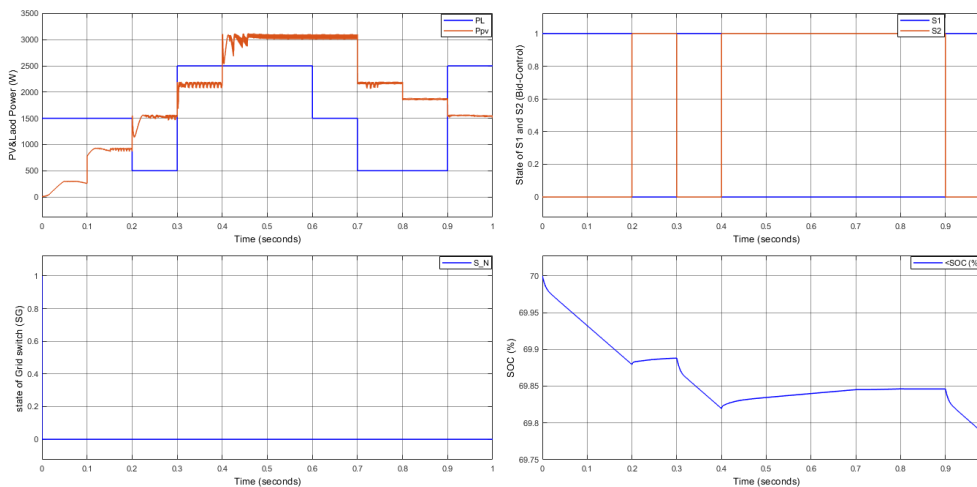 PL
Ppv
3500
3000
2500
2000
1500
1000
500
0
PV&Laod Power (W)
0 0.1 0.2 0.3 0.4 0.5 0.6 0.7 0.8 0.9 1
Time (seconds)
S1
S2
1
0.8
0.6
0.4
0.2
0
State of S1 and S2 (Bid-Control)
0 0.1 0.2 0.3 0.4 0.5 0.6 0.7 0.8 0.9
Time (seconds)
S_N
1
0.8
0.6
0.4
0.2
0
state of Grid switch (SG)
0 0.1 0.2 0.3 0.4 0.5 0.6 0.7 0.8 0.9 1
Time (seconds)
<SOC (%
70
69.95
69.9
69.85
69.8
69.75
SOC (%)
0 0.1 0.2 0.3 0.4 0.5 0.6 0.7 0.8 0.9
Time (seconds)